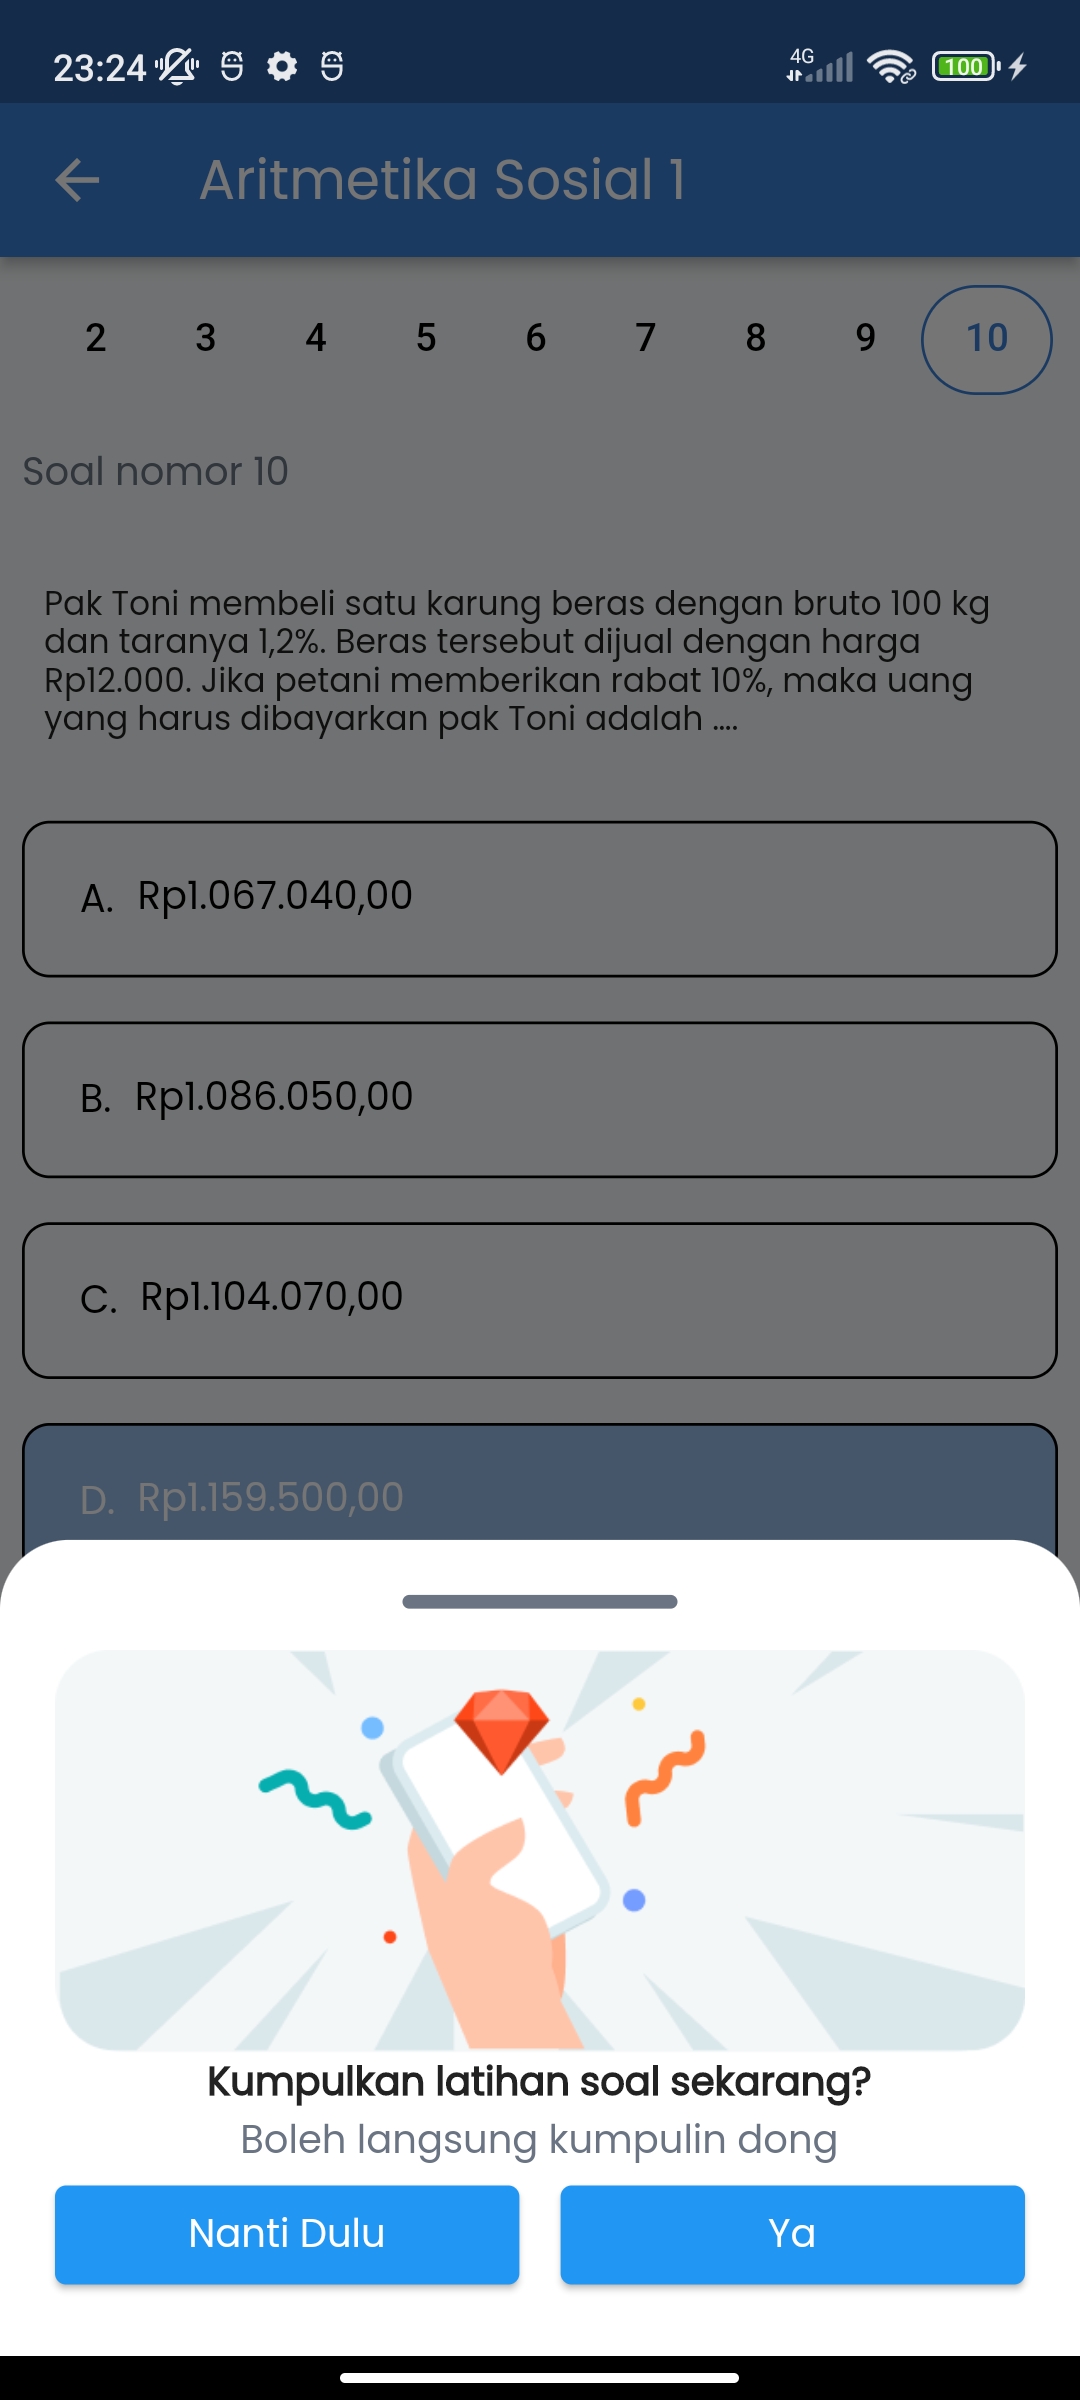 23:24
4G
100
Aritmetika Sosial 1
2 3 4 5 6 7 8 9 10
Soal nomor 10
Pak Toni membeli satu karung beras dengan bruto 100 kg
dan taranya 1,2%. Beras tersebut dijual dengan harga
Rp12.000. Jika petani memberikan rabat 10%, maka uang
yang harus dibayarkan pak Toni adalah ....
A. Rp1.067.040,00
B. Rp1.086.050,00
C. Rp1.104.070,00
D. Rp1.159.500,00
Kumpulkan latihan soal sekarang?
Boleh langsung kumpulin dong
Nanti Dulu
Ya